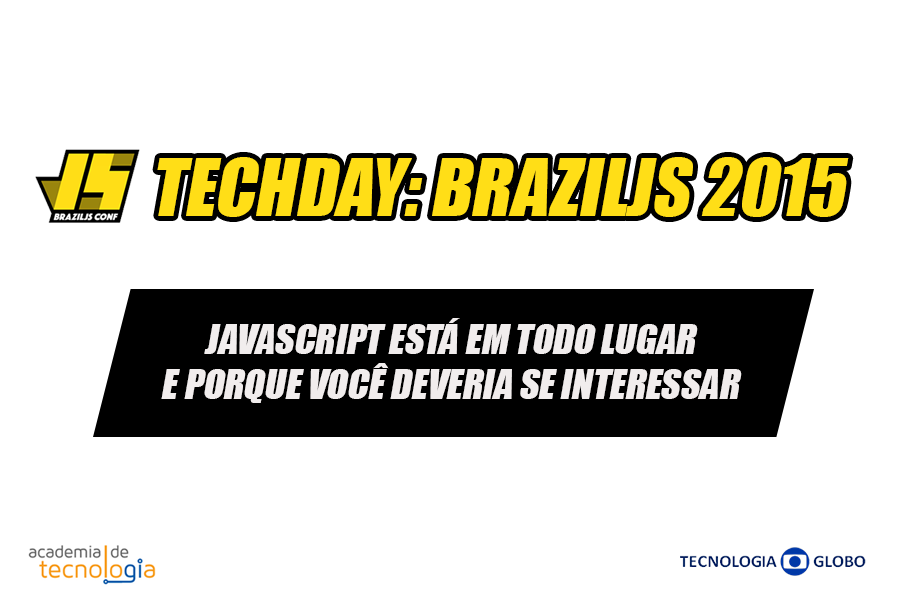 JS
BRAZILJS CONF
TECHDAY: BRAZILJS 2015
JAVASCRIPT ESTÁ EM TODO LUGAR
E PORQUE VOCÊ DEVERIA SE INTERESSAR
academia de
tecnologia
TECNOLOGIA GLOBO